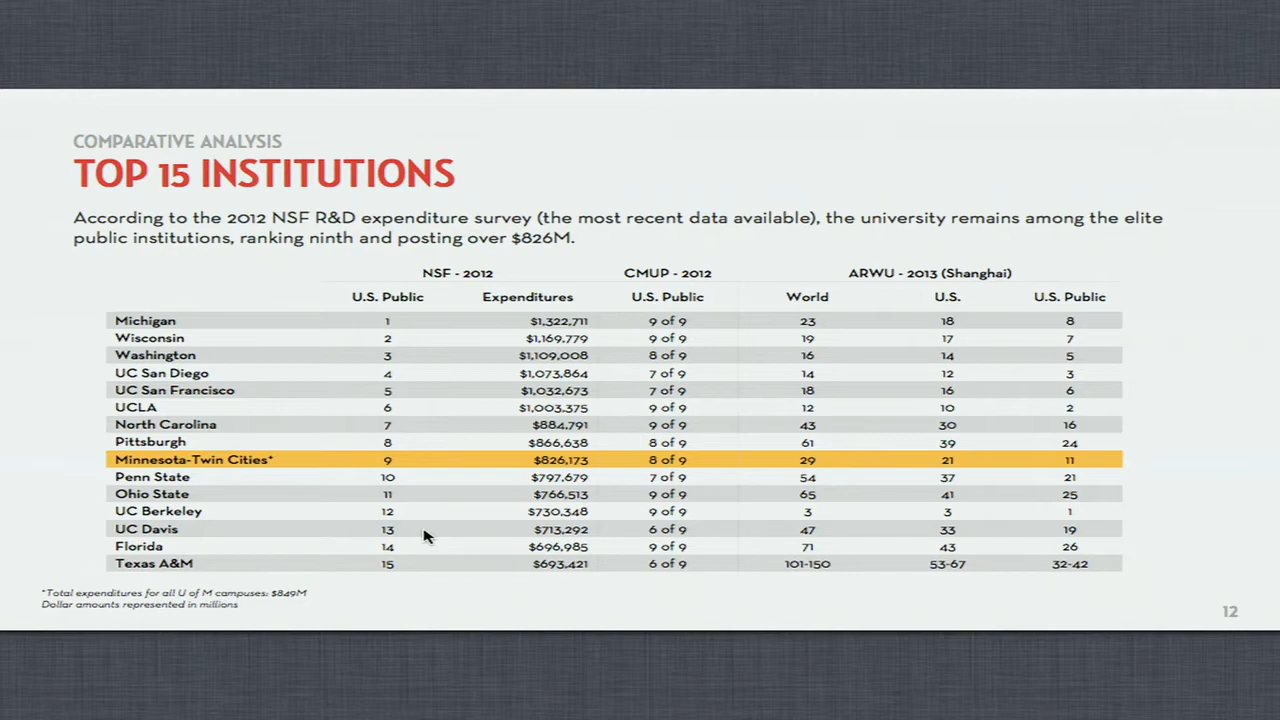 COMPARATIVE ANALYSIS
TOP 15 INSTITUTIONS
According to the 2012 NSF R&D expenditure survey (the most recent data available), the university remains among the elite
public institutions, ranking ninth and posting over $826M.
NSF - 2012 CMUP - 2012 ARWU - 2013 (Shanghai)
U.S. Public Expenditures U.S. Public World U.S. U.S. Public
Michigan 1 $1,322,711 9 of 9 23 18 8
Wisconsin 2 $1,169,779 9 of 9 19 17 7
Washington 3 $1,109,008 8 of 9 16 14 5
UC San Diego 4 $1,073,864 7 of 9 14 12 3
UC San Francisco 5 $1,032,673 7 of 9 18 16 6
UCLA 6 $1,003,375 9 of 9 12 10 2
North Carolina 7 $884,791 9 of 9 43 30 16
Pittsburgh 8 $866,638 8 of 9 61 39 24
Minnesota-Twin Cities* 9 $826,173 8 of 9 29 21 11
Penn State 10 $797,679 7 of 9 54 37 21
Ohio State 11 $766,513 9 of 9 65 41 25
UC Berkeley 12 $730,348 9 of 9 3 3 1
UC Davis 13 $713,292 6 of 9 47 33 19
Florida 14 $696,985 9 of 9 71 43 26
Texas A&M 15 $693,421 6 of 9 101-150 53-67 32-42
*Total expenditures for all U of M campuses: $849M
Dollar amounts represented in millions
12